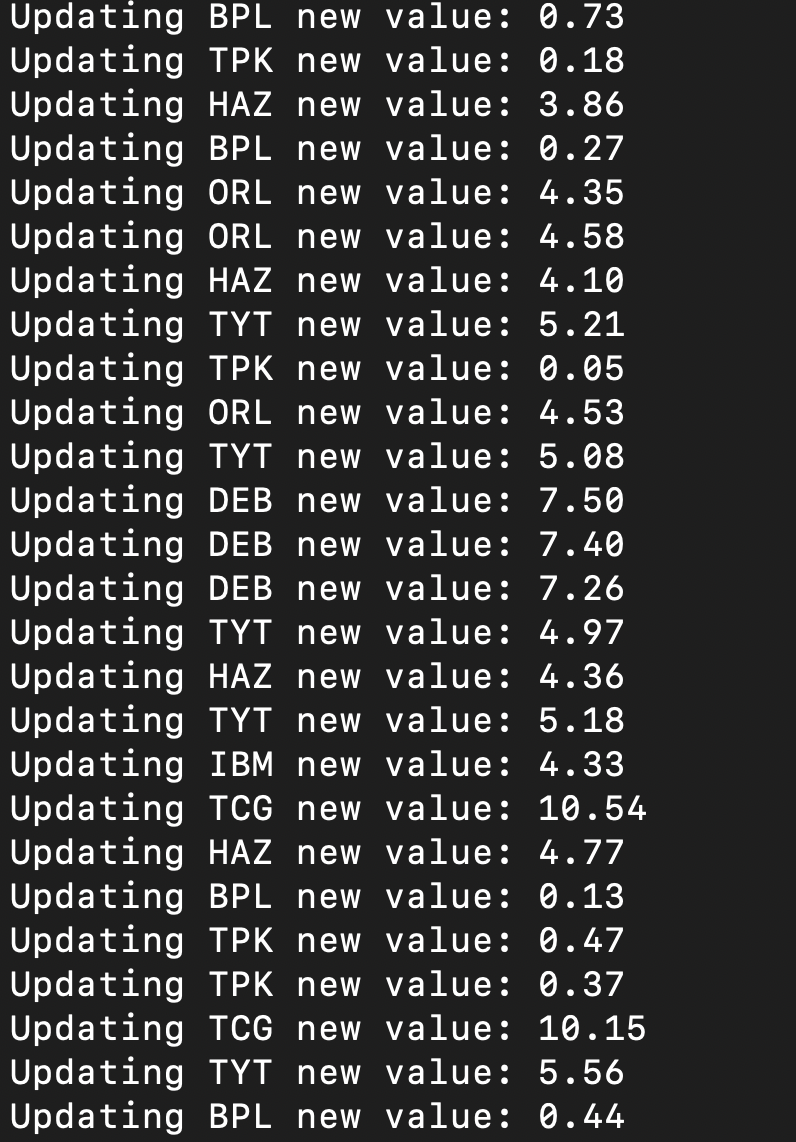 Updating BPL new value: 0.73
Updating TPK new value: 0.18
Updating HAZ new value: 3.86
Updating BPL new value: 0.27
Updating ORL new value: 4.35
Updating ORL new value: 4.58
Updating HAZ new value: 4.10
Updating TYT new value: 5.21
Updating TPK new value: 0.05
Updating ORL new value: 4.53
Updating TYT new value: 5.08
Updating DEB new value: 7.50
Updating DEB new value: 7.40
Updating DEB new value: 7.26
Updating TYT new value: 4.97
Updating HAZ new value: 4.36
Updating TYT new value: 5.18
Updating IBM new value: 4.33
Updating TCG new value: 10.54
Updating HAZ new value: 4.77
Updating BPL new value: 0.13
Updating TPK new value: 0.47
Updating TPK new value: 0.37
Updating TCG new value: 10.15
Updating TYT new value: 5.56
Updating BPL new value: 0.44